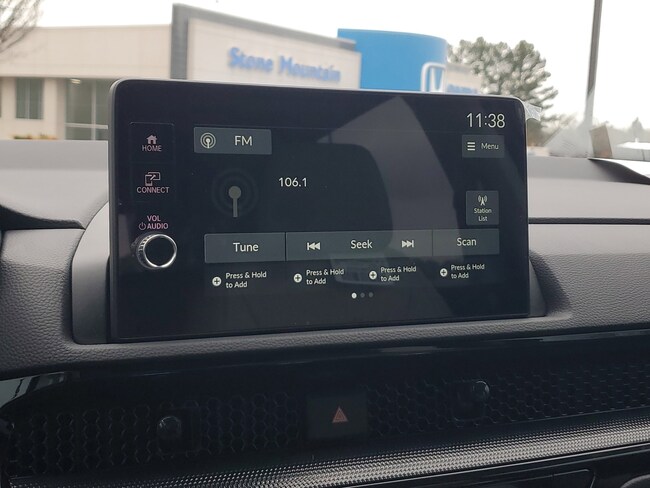 Stone Mountain
11:38
HOME
FM
Menu
CONNECT
106.1
VOL
AUDIO
Station
List
Tune
Seek
Scan
Press & Hold
to Add
Press & Hold
to Add
Press & Hold
to Add
Press & Hold
to Add